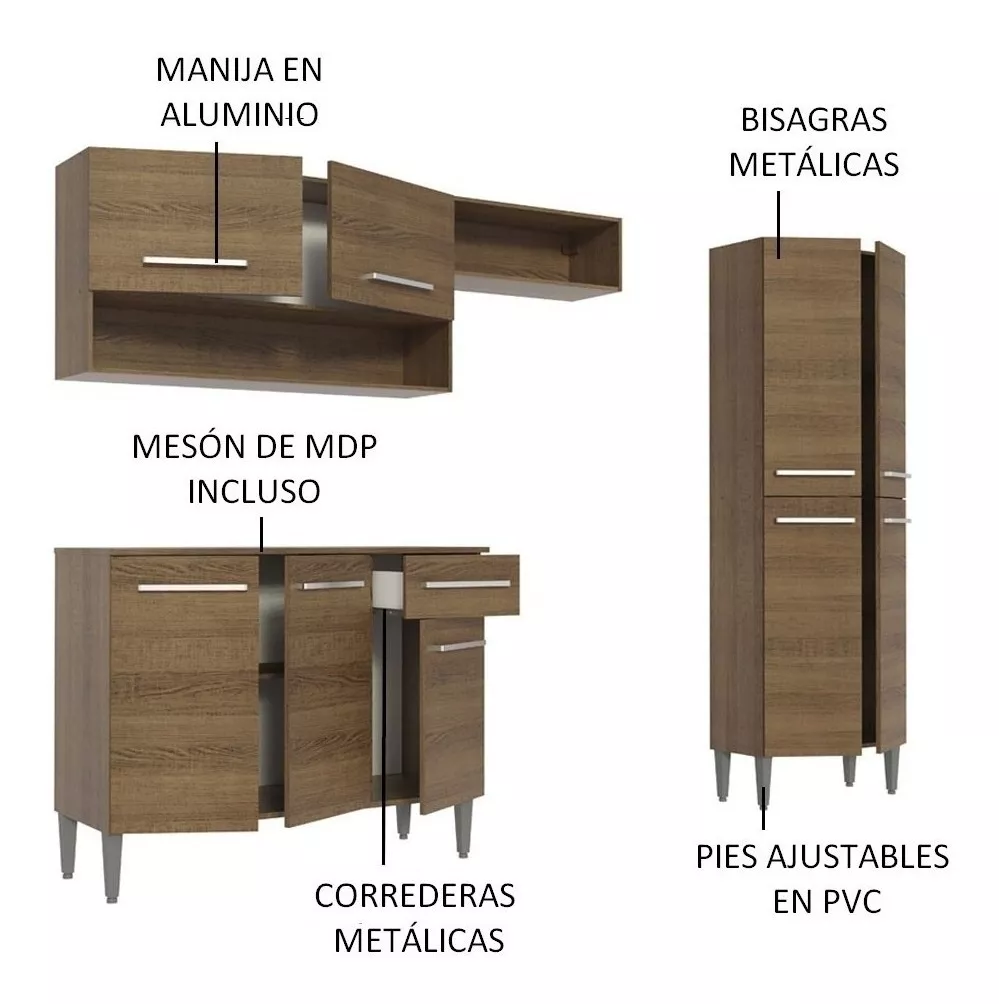 MANIJA EN
ALUMINIO
BISAGRAS
METÁLICAS
MESÓN DE MDP
INCLUSO
CORREDERAS
METÁLICAS
PIES AJUSTABLES
EN PVC